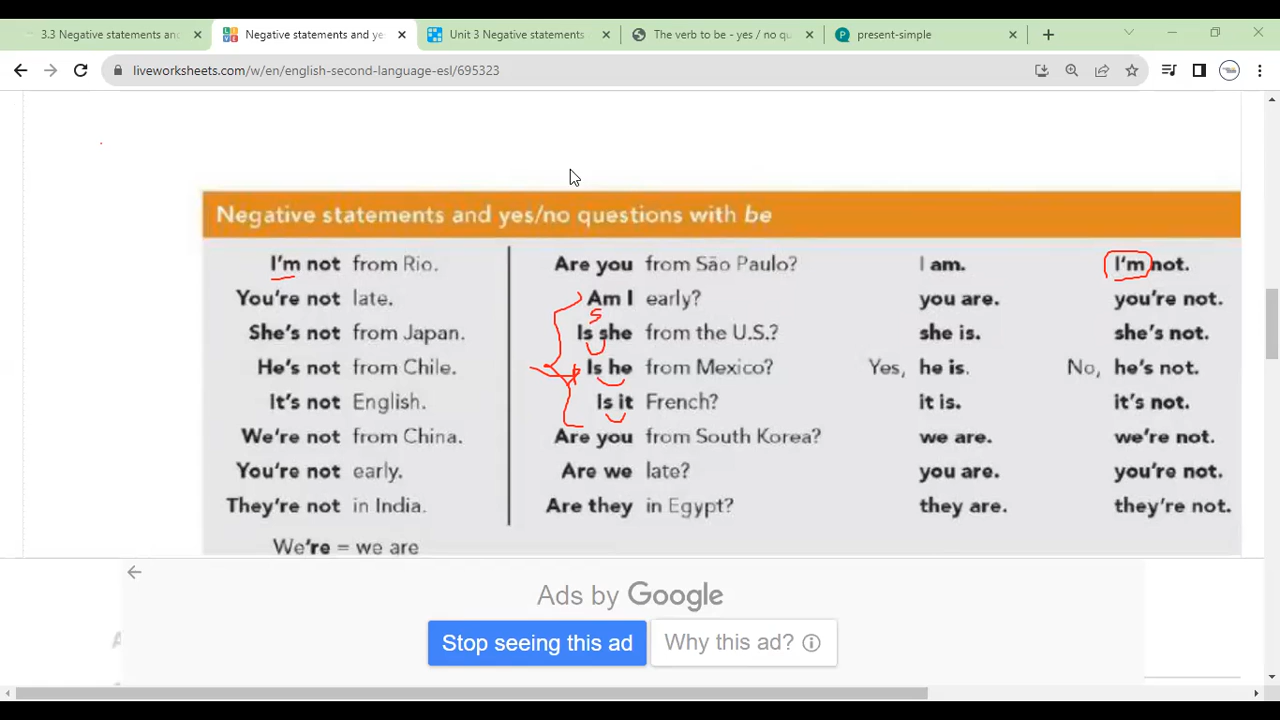 3.3 Negative statements an
Negative statements and ye
Unit 3 Negative statements
The verb to be - yes / no qu
present-simple
liveworksheets.com/w/en/english-second-language-esl/695323
Negative statements and yes/no questions with be
I'm not from Rio. Are you from São Paulo? I am. I'm not.
You're not late. Am I early? you are. you're not.
s
She's not from Japan. Is she from the U.S.? she is. she's not.
He's not from Chile. Is he from Mexico? Yes, he is. No, he's not.
It's not English. Is it French? it is. it's not.
We're not from China. Are you from South Korea? we are. we're not.
You're not early. Are we late? you are. you're not.
They're not in India. Are they in Egypt? they are. they're not.
We're = we are
Ads by Google
Stop seeing this ad
Why this ad?